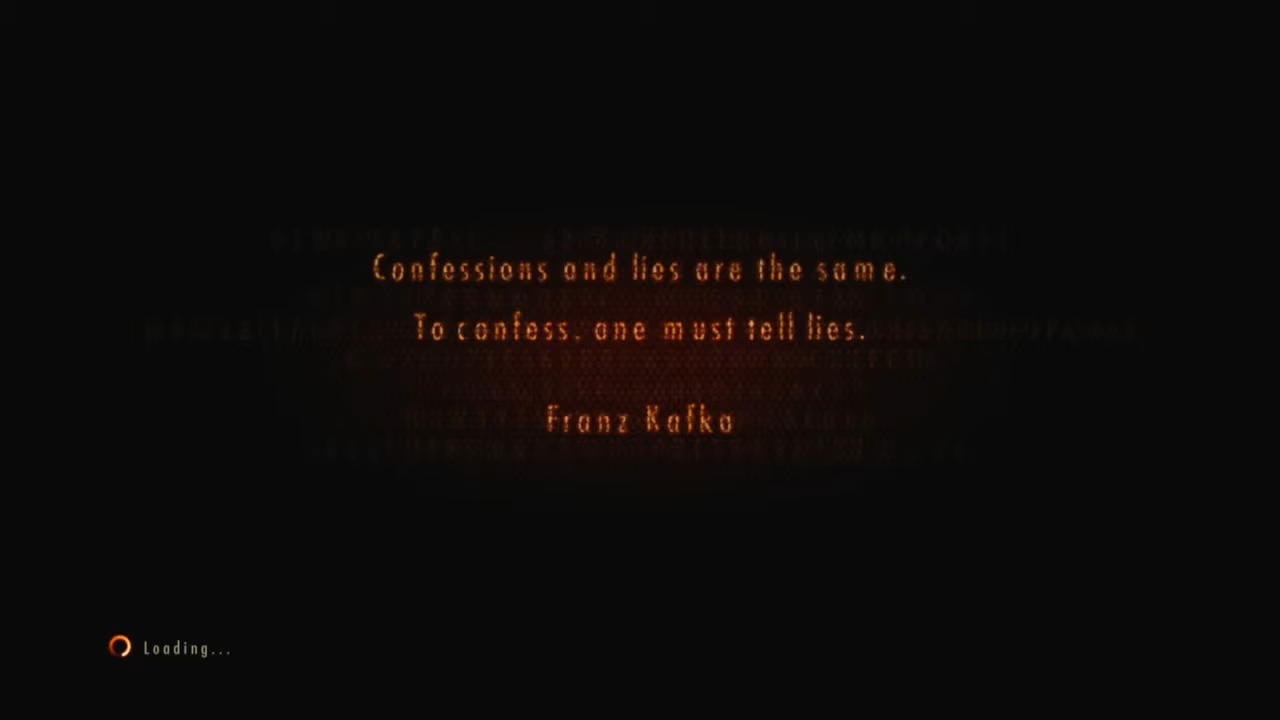 Confessions and lies are the same.
To confess, one must tell lies.
Franz Kafka
Loading...